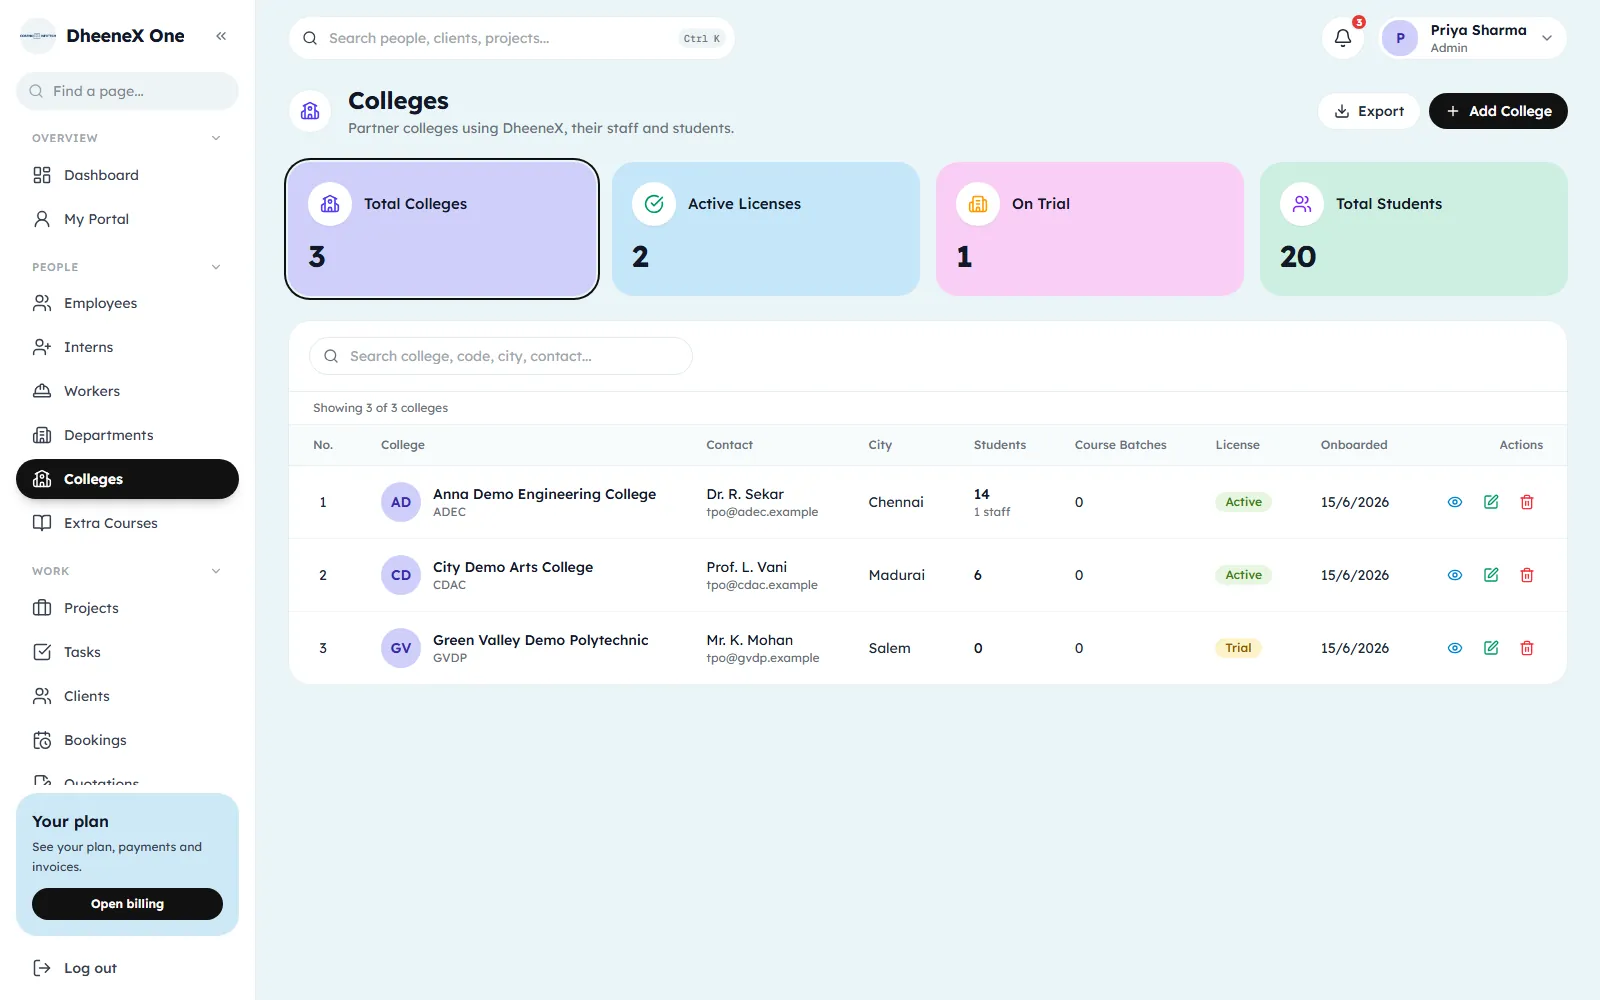 DheeneX One
Search people, clients, projects...
Ctrl K
3
P
Priya Sharma
Admin
Find a page...
OVERVIEW
Dashboard
My Portal
PEOPLE
Employees
Interns
Workers
Departments
Colleges
Extra Courses
WORK
Projects
Tasks
Clients
Bookings
Quotations
Your plan
See your plan, payments and
invoices.
Open billing
Log out
Colleges
Partner colleges using DheeneX, their staff and students.
Export
Add College
Total Colleges
3
Active Licenses
2
On Trial
1
Total Students
20
Search college, code, city, contact...
Showing 3 of 3 colleges
No. College Contact City Students Course Batches License Onboarded Actions
1 AD Anna Demo Engineering College Dr. R. Sekar Chennai 14 0 Active 15/6/2026
ADEC tpo@adec.example 1 staff
2 CD City Demo Arts College Prof. L. Vani Madurai 6 0 Active 15/6/2026
CDAC tpo@cdac.example
3 GV Green Valley Demo Polytechnic Mr. K. Mohan Salem 0 0 Trial 15/6/2026
GVDP tpo@gvdp.example